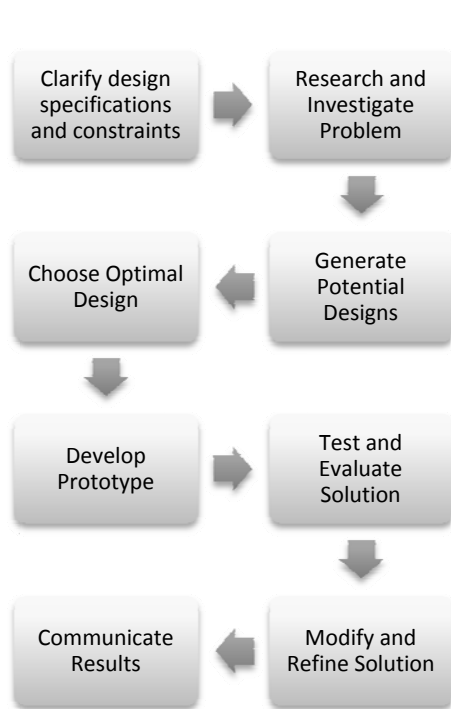 Clarify design
specifications
and constraints
Research and
Investigate
Problem
Generate
Potential
Designs
Choose Optimal
Design
Develop
Prototype
Test and
Evaluate
Solution
Modify and
Refine Solution
Communicate
Results